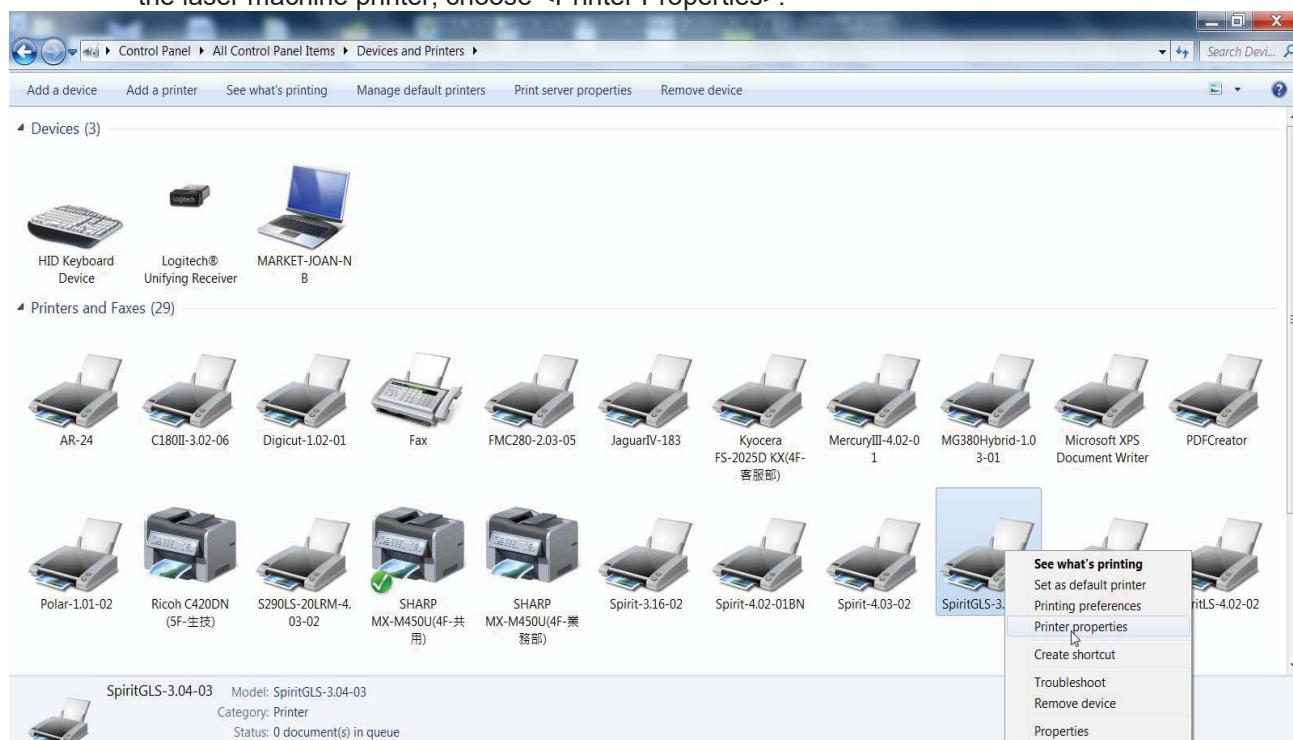 the laser machine printer, choose <Printer Properties>.
Control Panel ▸ All Control Panel Items ▸ Devices and Printers ▸
Search Devi...
Add a device Add a printer See what's printing Manage default printers Print server properties Remove device
Devices (3)
HID Keyboard
Device
Logitech®
Unifying Receiver
MARKET-JOAN-N
B
Printers and Faxes (29)
AR-24
C180II-3.02-06
Digicut-1.02-01
Fax
FMC280-2.03-05
JaguarIV-183
Kyocera
FS-2025D KX(4F-
客服部)
MercuryIII-4.02-0
1
MG380Hybrid-1.0
3-01
Microsoft XPS
Document Writer
PDFCreator
Polar-1.01-02
Ricoh C420DN
(5F-生技)
S290LS-20LRM-4.
03-02
SHARP
MX-M450U(4F-共
用)
SHARP
MX-M450U(4F-業
務部)
Spirit-3.16-02
Spirit-4.02-01BN
Spirit-4.03-02
SpiritGLS-3.
ritLS-4.02-02
See what's printing
Set as default printer
Printing preferences
Printer properties
Create shortcut
Troubleshoot
Remove device
Properties
SpiritGLS-3.04-03 Model: SpiritGLS-3.04-03
Category: Printer
Status: 0 document(s) in queue